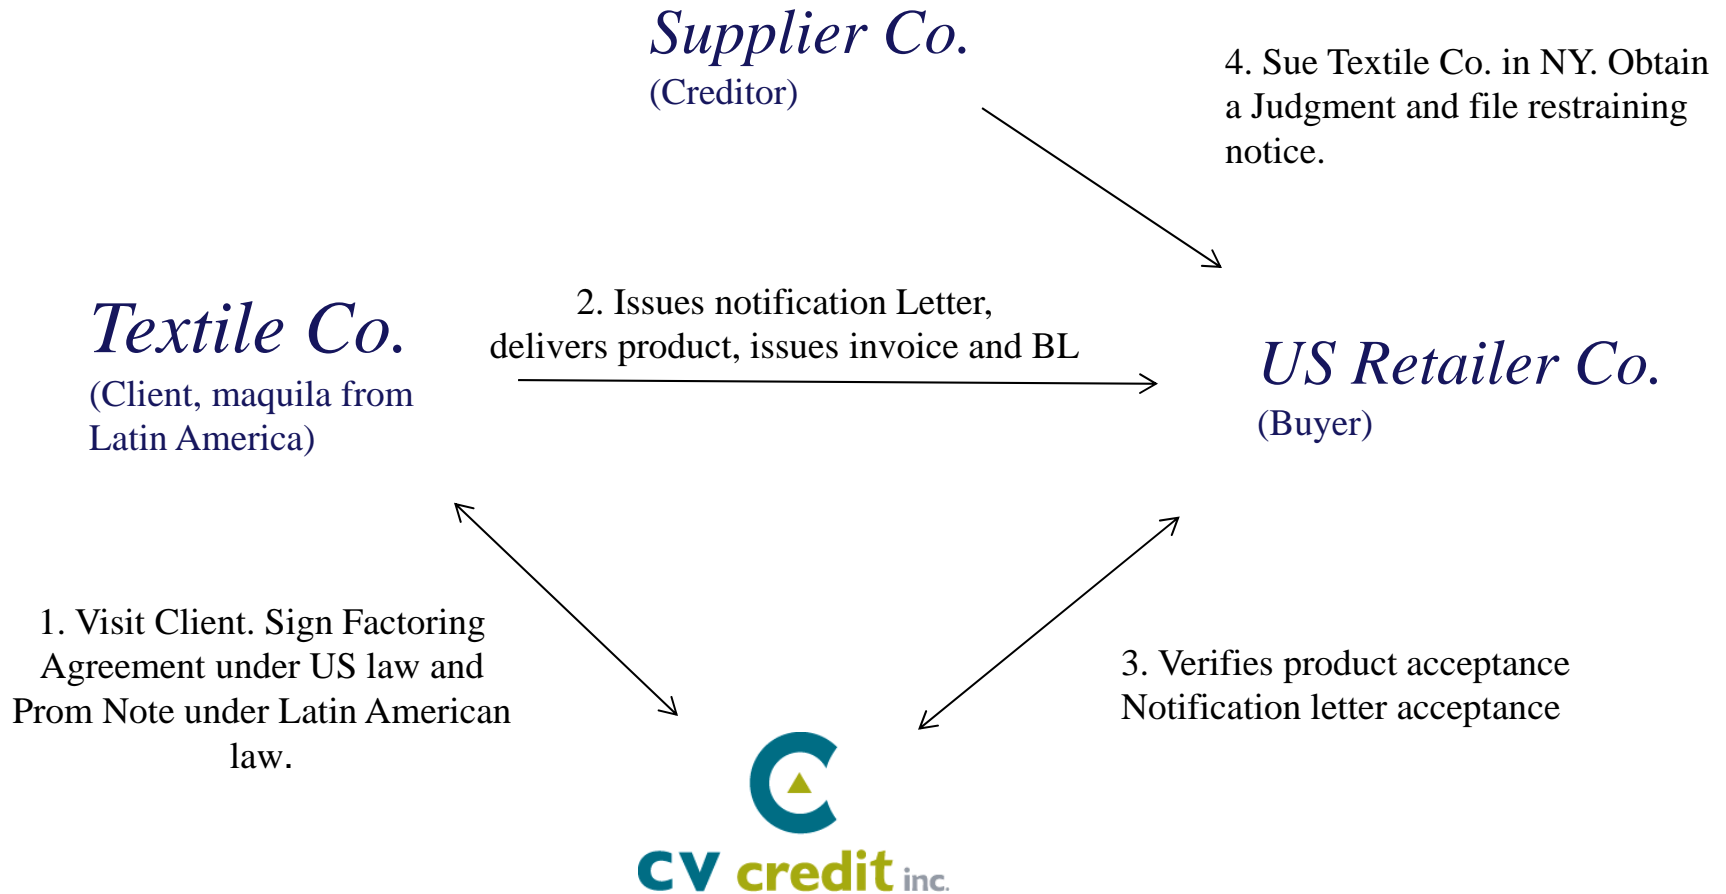 Supplier Co.
(Creditor)
4. Sue Textile Co. in NY. Obtain
a Judgment and file restraining
notice.
2. Issues notification Letter,
delivers product, issues invoice and BL
Textile Co.
(Client, maquila from
Latin America)
US Retailer Co.
(Buyer)
1. Visit Client. Sign Factoring
Agreement under US law and
Prom Note under Latin American
law.
3. Verifies product acceptance
Notification letter acceptance
CV credit inc.